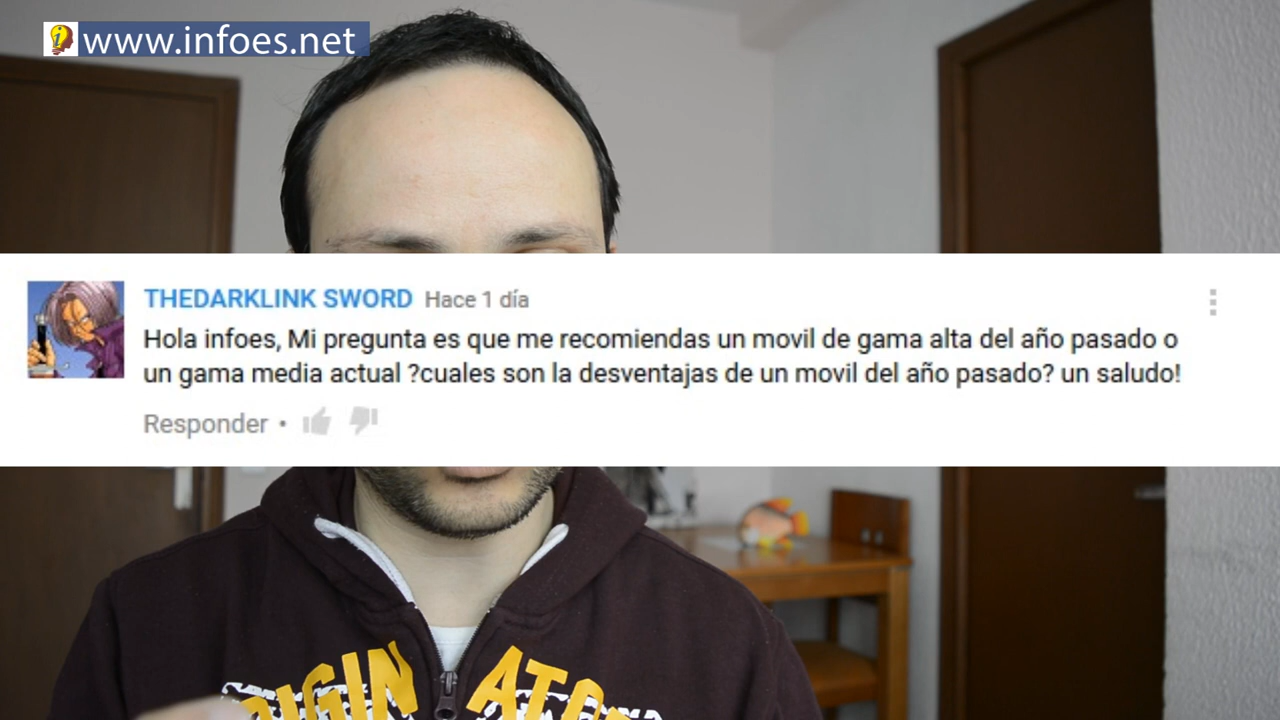 www.infoes.net
THEDARKLINK SWORD Hace 1 día
Hola infoes, Mi pregunta es que me recomiendas un movil de gama alta del año pasado o
un gama media actual ?cuales son la desventajas de un movil del año pasado? un saludo!
Responder •